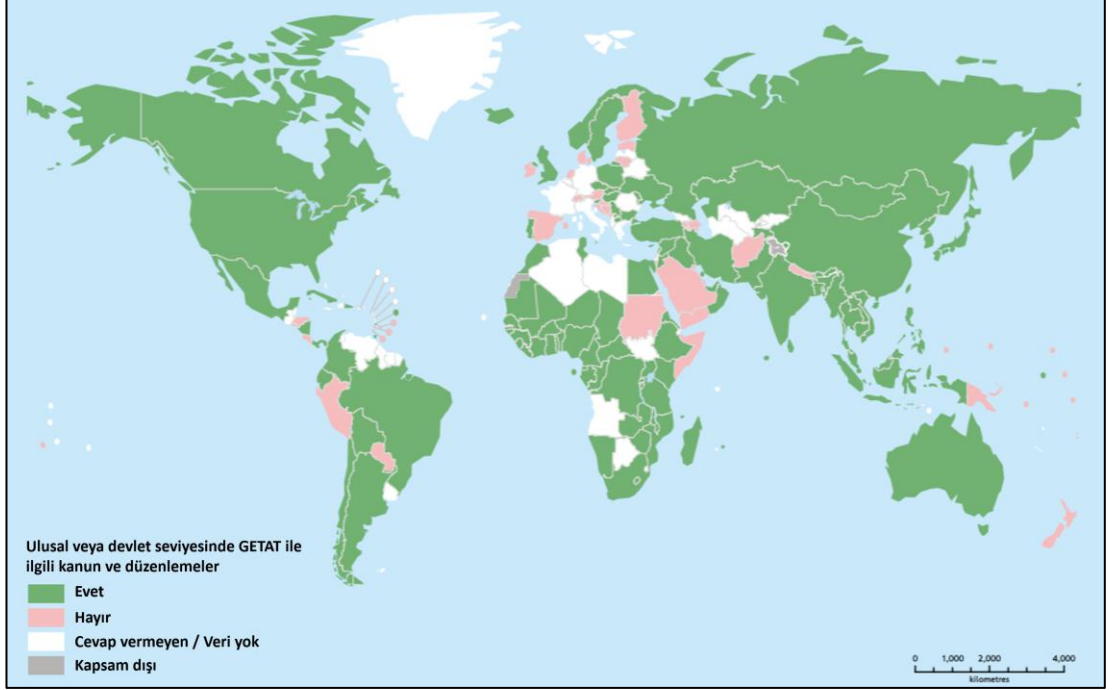 Ulusal veya devlet seviyesinde GETAT ile
ilgili kanun ve düzenlemeler
Evet
Hayır
Cevap vermeyen / Veri yok
Kapsam dışı
0 1,000 2,000 4,000
kilometres